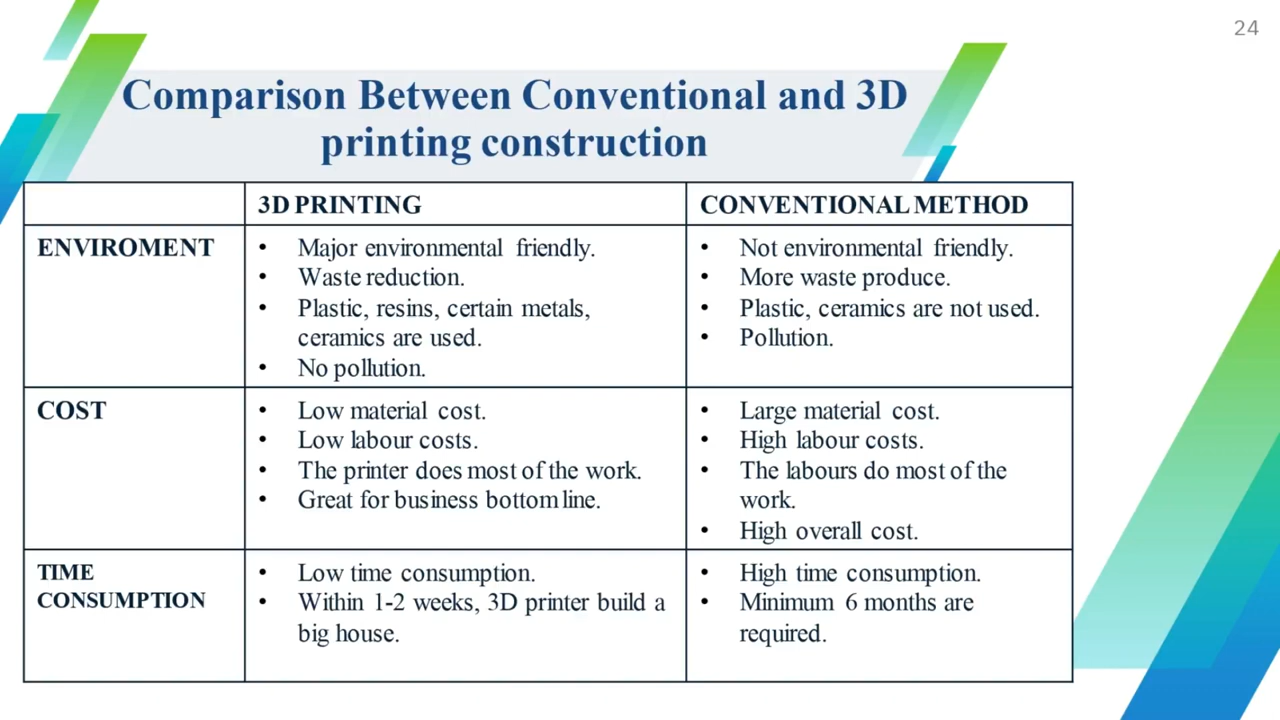 24
Comparison Between Conventional and 3D
printing construction
3D PRINTING
CONVENTIONAL METHOD
ENVIROMENT
• Major environmental friendly.
• Waste reduction.
• Plastic, resins, certain metals,
ceramics are used.
• No pollution.
• Not environmental friendly.
• More waste produce.
• Plastic, ceramics are not used.
• Pollution.
COST
• Low material cost.
• Low labour costs.
• The printer does most of the work.
• Great for business bottom line.
• Large material cost.
• High labour costs.
• The labours do most of the
work.
• High overall cost.
TIME
CONSUMPTION
• Low time consumption.
• Within 1-2 weeks, 3D printer build a
big house.
• High time consumption.
• Minimum 6 months are
required.